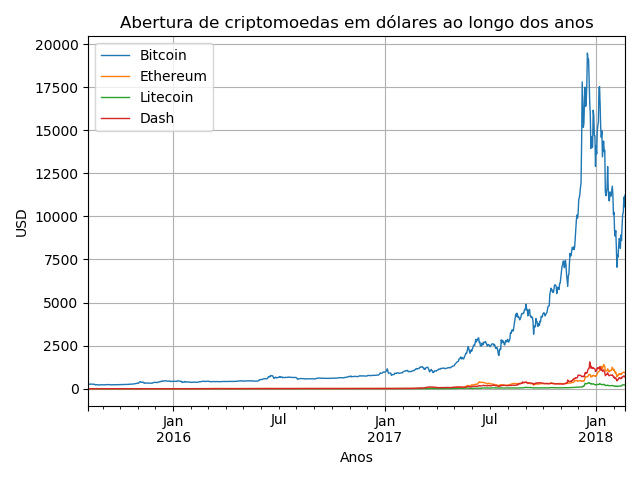 Abertura de criptomoedas em dólares ao longo dos anos
USD
20000
17500
15000
12500
10000
7500
5000
2500
0
Bitcoin
Ethereum
Litecoin
Dash
Jan
2016
Jul
Jan
2017
Jul
Jan
2018
Anos